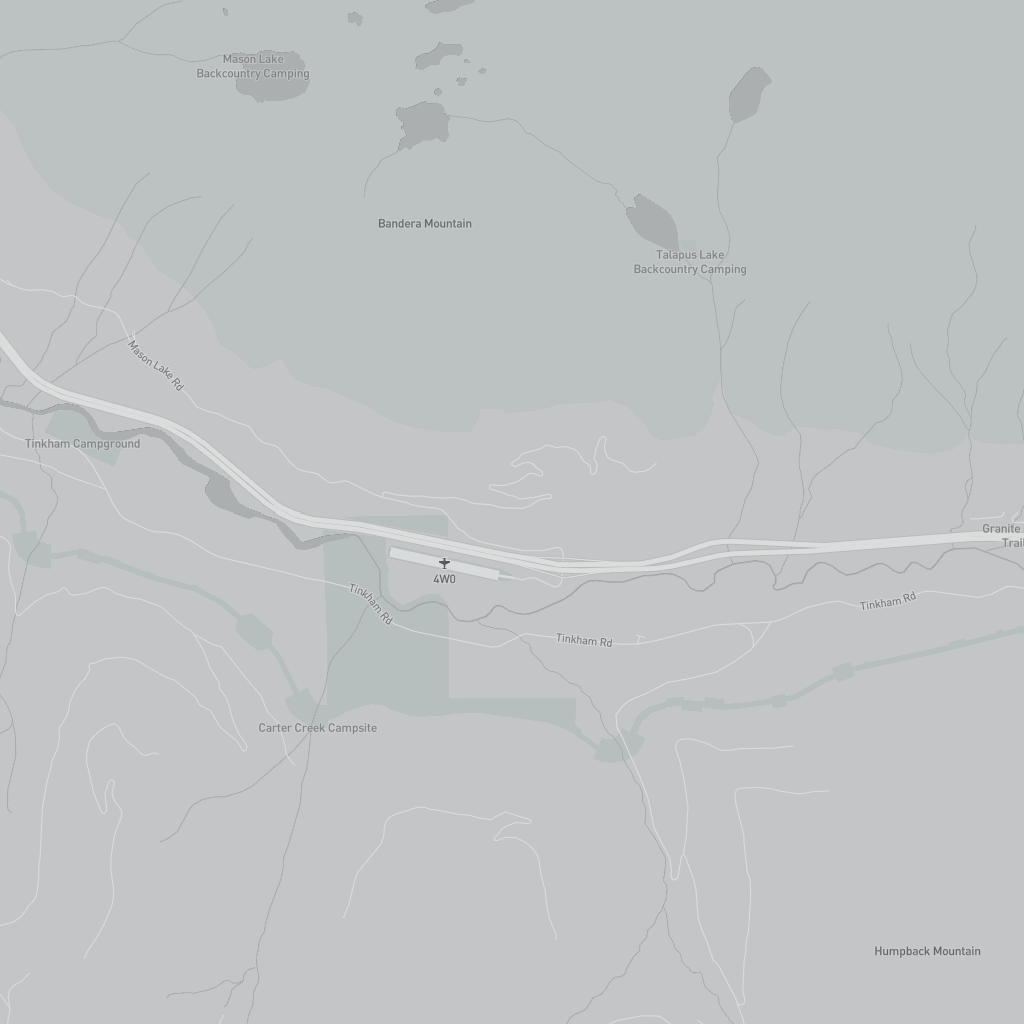 Mason Lake
Backcountry Camping
Bandera Mountain
Talapus Lake
Backcountry Camping
Mason Lake Rd
Tinkham Campground
Granite
Trail
4W0
Tinkham Rd
Tinkham Rd
Tinkham Rd
Carter Creek Campsite
Humpback Mountain